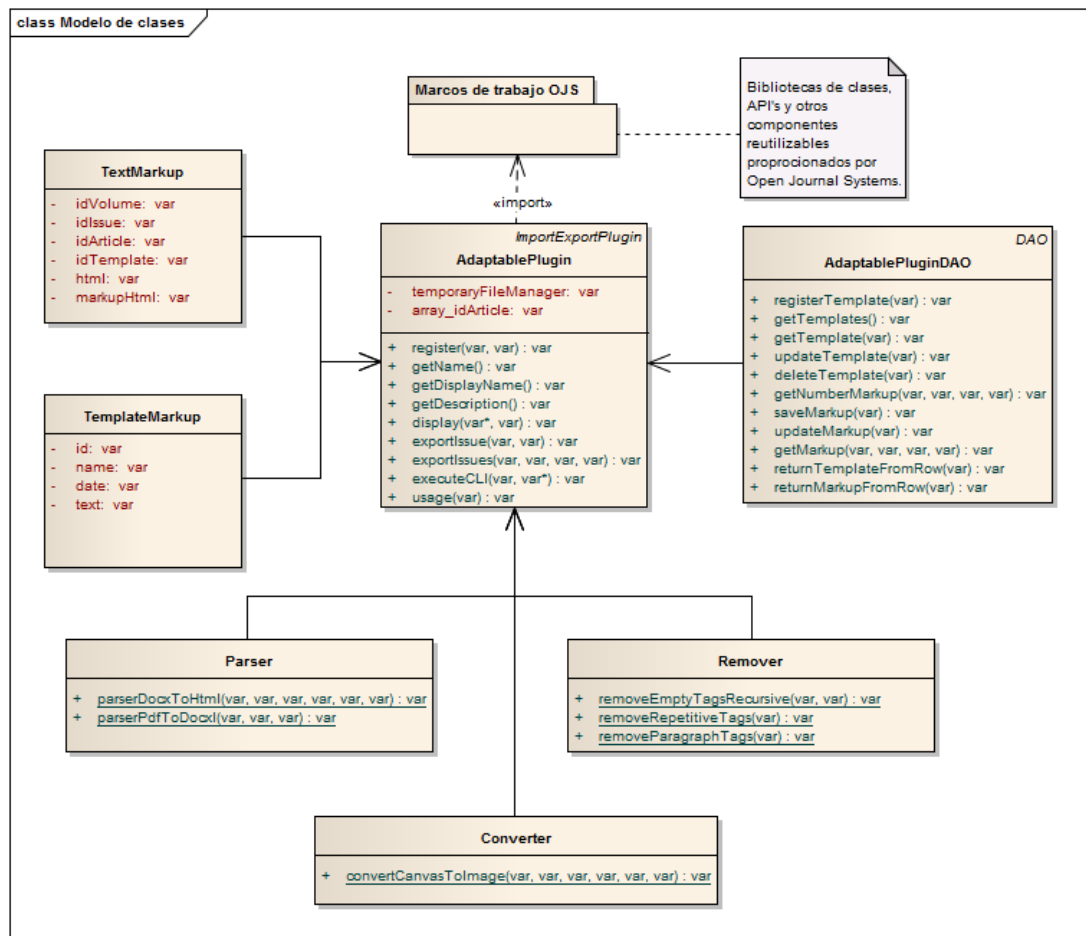 class Modelo de clases
Marcos de trabajo OJS
Bibliotecas de clases,
API's y otros
componentes
reutilizables
proprocionados por
Open Journal Systems.
«import»
TextMarkup
- idVolume: var
- idIssue: var
- idArticle: var
- idTemplate: var
- html: var
- markupHtml: var
ImportExportPlugin
AdaptablePlugin
- temporaryFileManager: var
- array_idArticle: var
+ register(var, var) : var
+ getName() : var
+ getDisplayName() : var
+ getDescription() : var
+ display(var*, var) : var
+ exportIssue(var, var) : var
+ exportIssues(var, var, var, var) : var
+ executeCLI(var, var*) : var
+ usage(var) : var
DAO
AdaptablePluginDAO
+ registerTemplate(var) : var
+ getTemplates() : var
+ getTemplate(var) : var
+ updateTemplate(var) : var
+ deleteTemplate(var) : var
+ getNumberMarkup(var, var, var, var) : var
+ saveMarkup(var) : var
+ updateMarkup(var) : var
+ getMarkup(var, var, var, var) : var
+ returnTemplateFromRow(var) : var
+ returnMarkupFromRow(var) : var
TemplateMarkup
- id: var
- name: var
- date: var
- text: var
Parser
+ parserDocxToHtml(var, var, var, var, var, var) : var
+ parserPdfToDocxI(var, var, var) : var
Remover
+ removeEmptyTagsRecursive(var, var) : var
+ removeRepetitiveTags(var) : var
+ removeParagraphTags(var) : var
Converter
+ convertCanvasToImage(var, var, var, var, var, var) : var